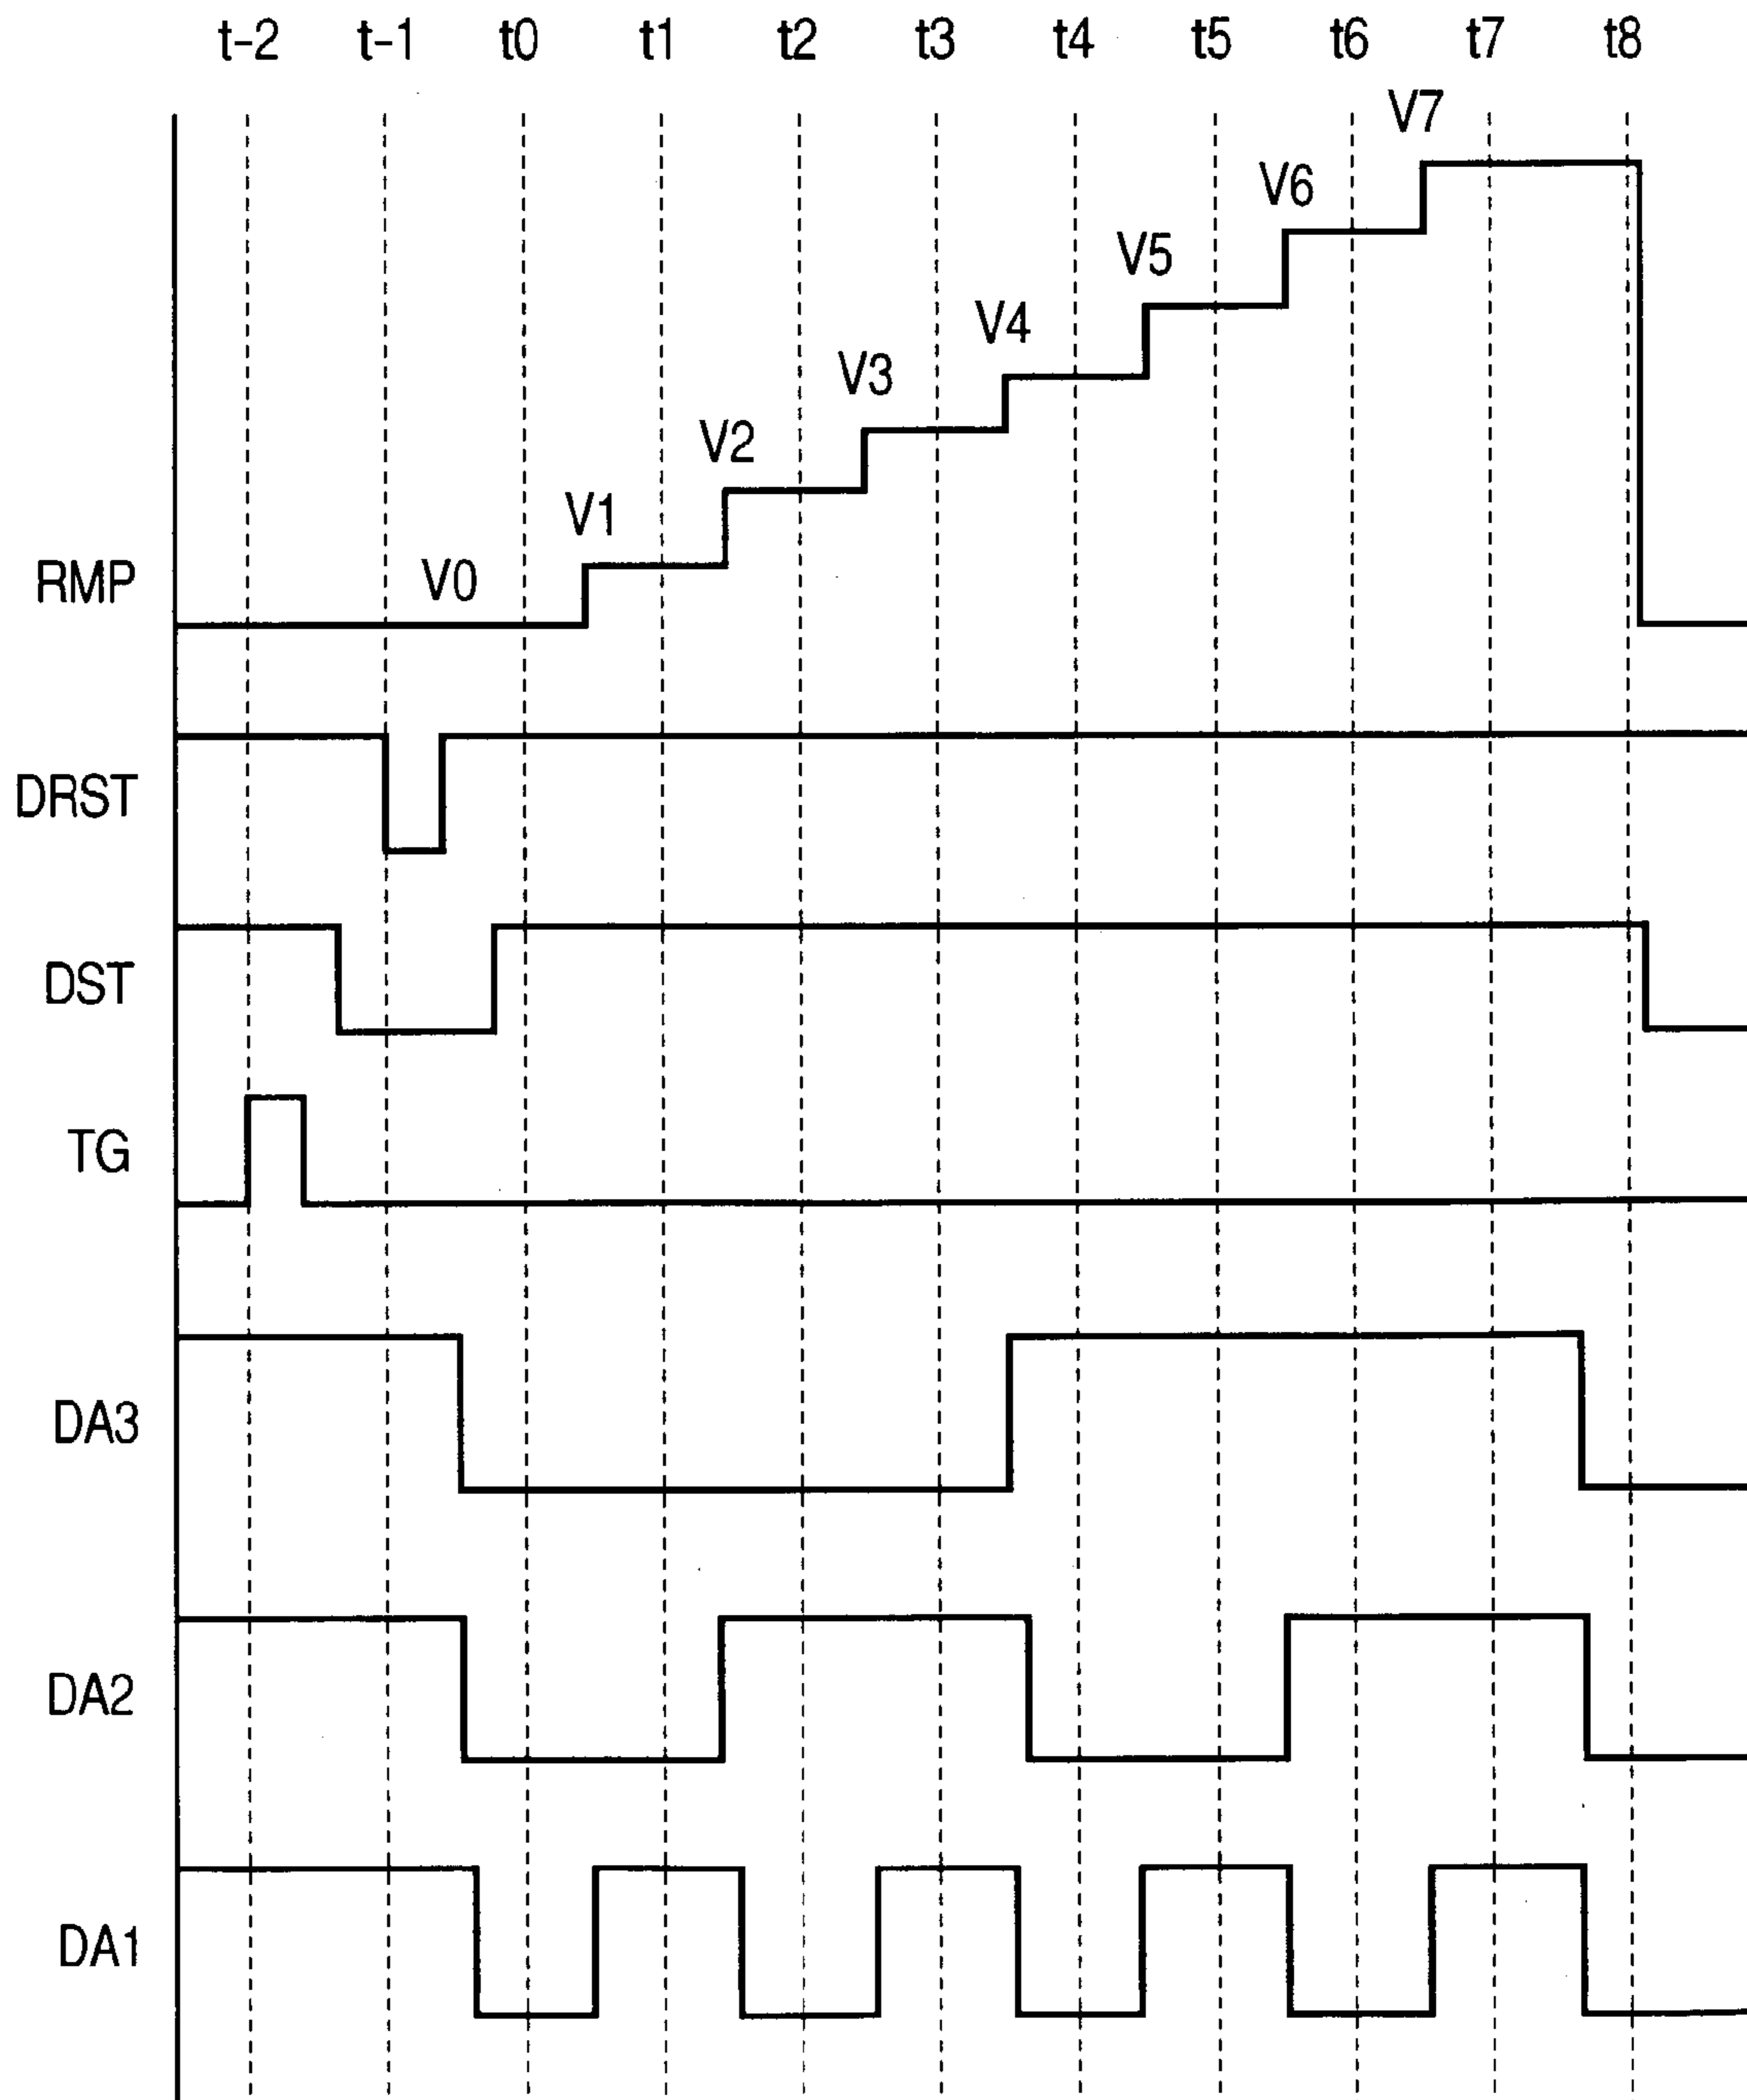 t-2 t-1 t0 t1 t2 t3 t4 t5 t6 t7 t8
V7
V6
V5
V4
V3
V2
V1
V0
RMP
DRST
DST
TG
DA3
DA2
DA1